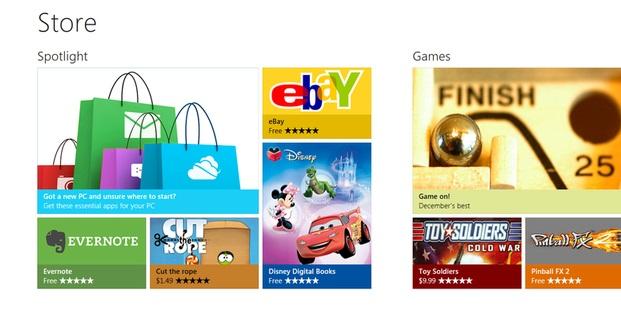 Store
Spotlight
Got a new PC and unsure where to start?
Get these essential apps for your PC
ebaY
eBay
Free ★★★★★
Disney
Disney Digital Books
Free ★★★★★
EVERNOTE
Evernote
Free ★★★★★
CUT
the
ROPE
Cut the rope
$1.49 ★★★★★
Games
FINISH
25
Game on!
December's best
TOY SOLDIERS
COLD WAR
Toy Soldiers
$9.99 ★★★★★
Pinball FX2
Pinball FX 2
Free ★★★★★